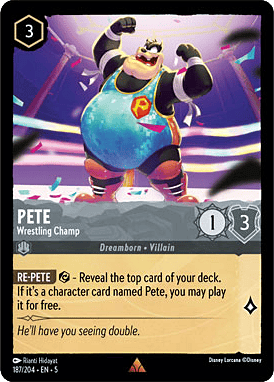 3
P
PETE
Wrestling Champ
1
3
Dreamborn • Villain
RE-PETE - Reveal the top card of your deck.
If it's a character card named Pete, you may play
it for free.
He'll have you seeing double.
Rianti Hidayat
187/204 • EN • 5
Disney Lorcana ©Disney